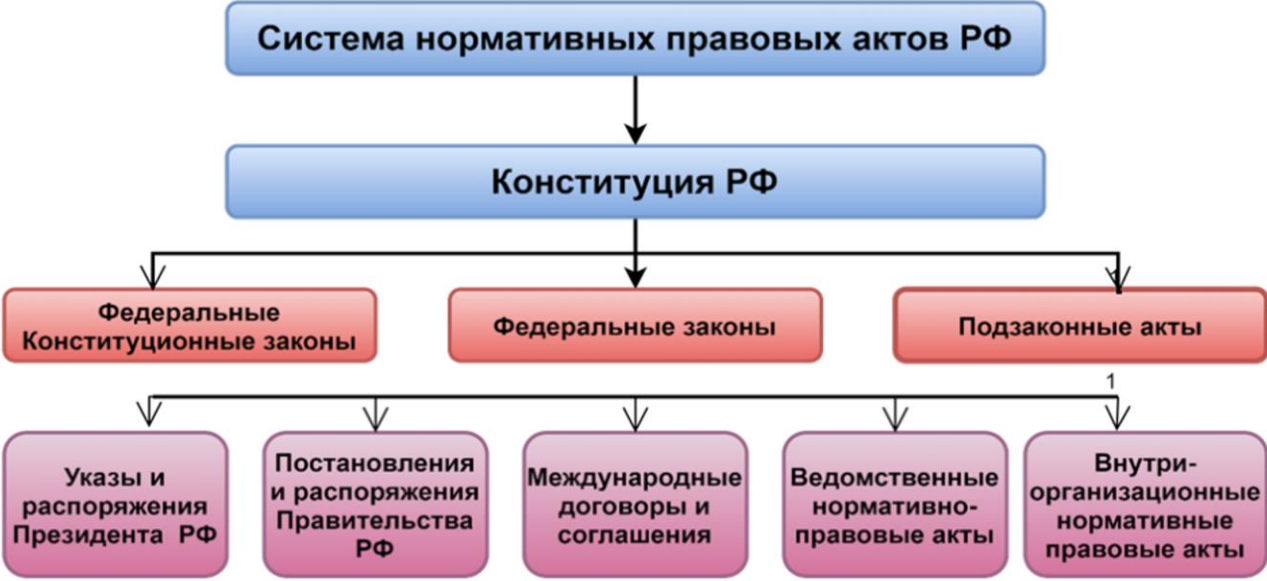 Система нормативных правовых актов РФ
Конституция РФ
Федеральные
Конституционные законы
Федеральные законы
Подзаконные акты
1
1
Указы и
распоряжения
Президента РФ
Постановления
и распоряжения
Правительства
РФ
Международные
договоры и
соглашения
Ведомственные
нормативно-
правовые акты
Внутри-
организационные
нормативные
правовые акты